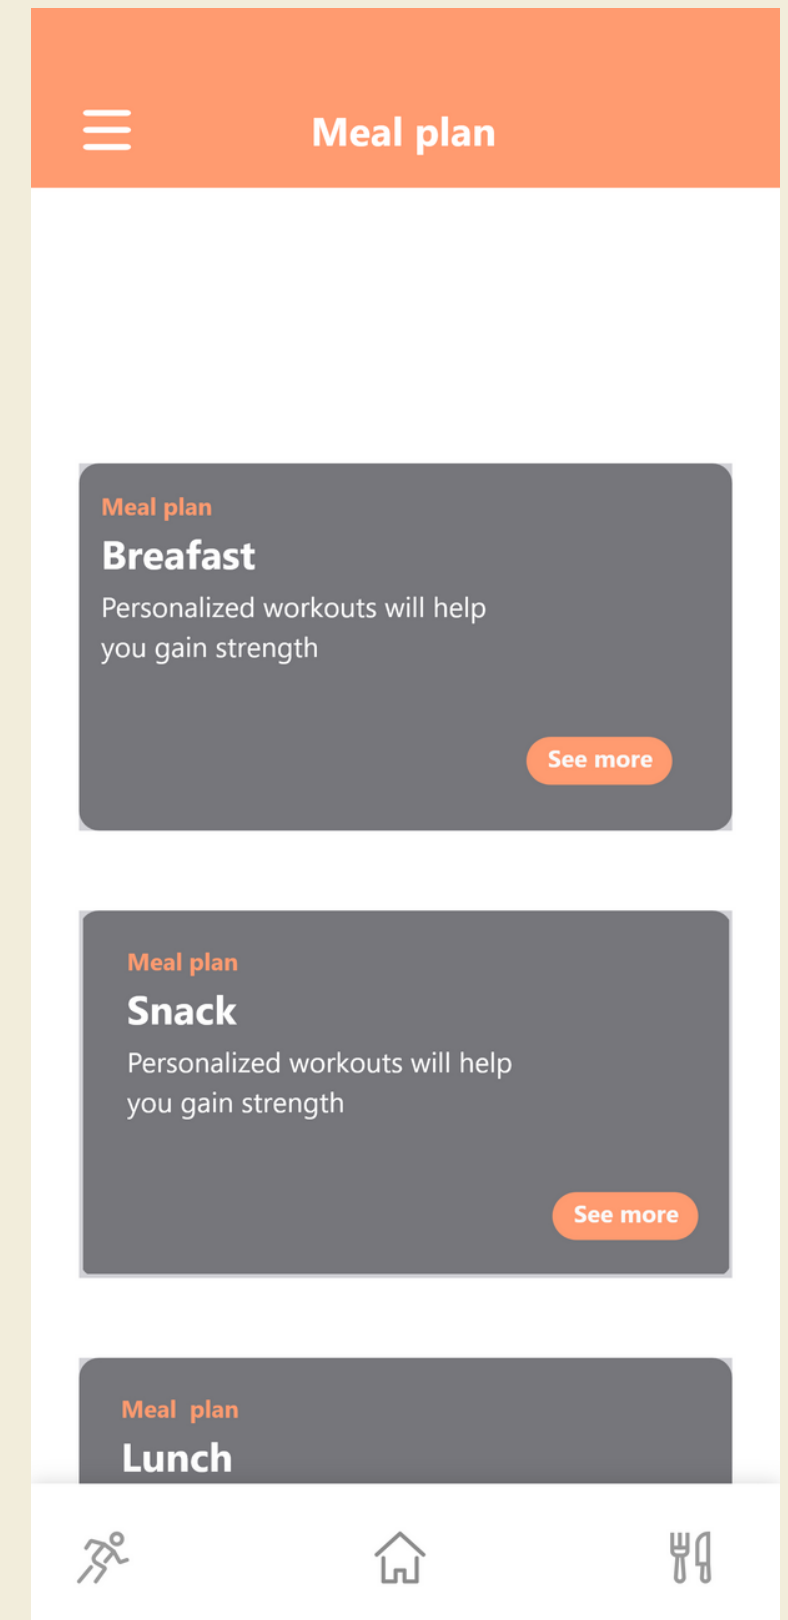 Meal plan
Meal plan
Breafast
Personalized workouts will help
you gain strength
See more
Meal plan
Snack
Personalized workouts will help
you gain strength
See more
Meal  plan
Lunch